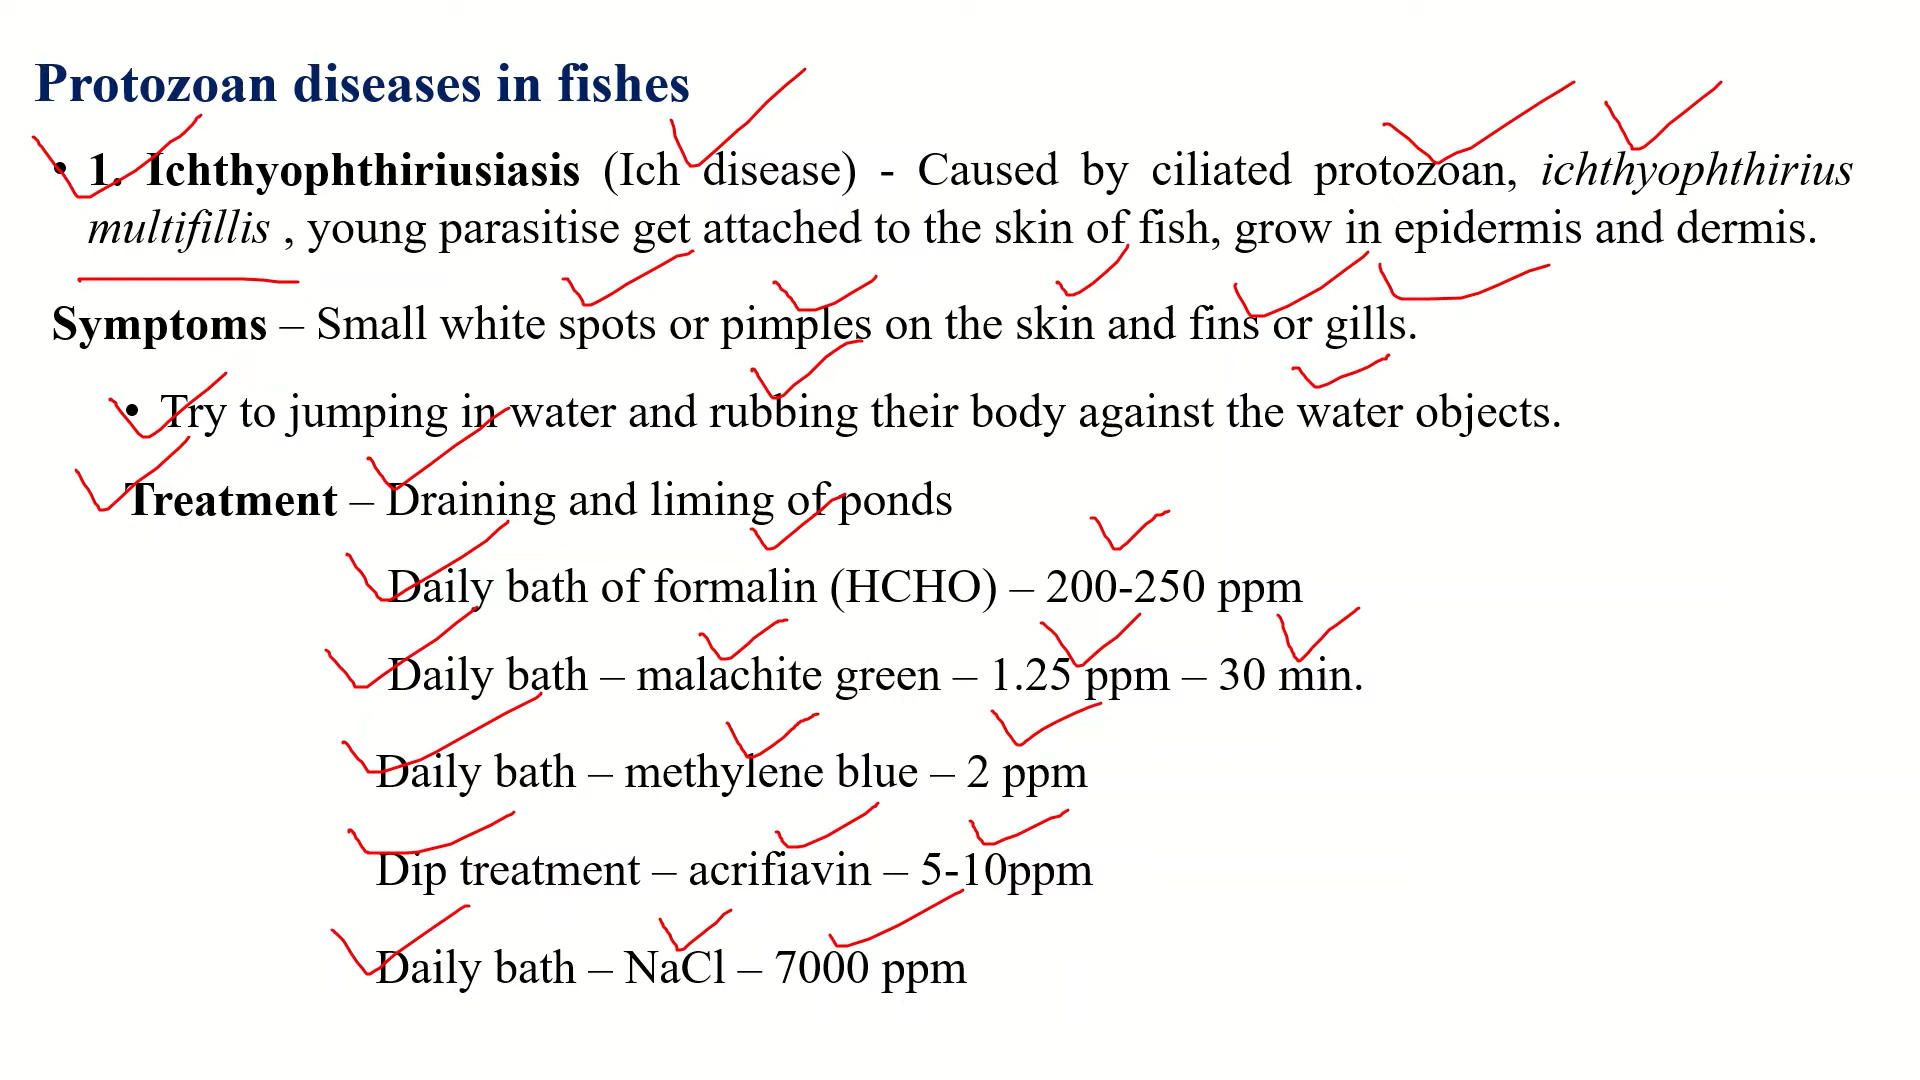 Protozoan diseases in fishes
• 1. Ichthyophthiriusiasis (Ich disease) - Caused by ciliated protozoan, ichthyophthirius
multifillis , young parasitise get attached to the skin of fish, grow in epidermis and dermis.
Symptoms – Small white spots or pimples on the skin and fins or gills.
• Try to jumping in water and rubbing their body against the water objects.
Treatment – Draining and liming of ponds
Daily bath of formalin (HCHO) – 200-250 ppm
Daily bath – malachite green – 1.25 ppm – 30 min.
Daily bath – methylene blue – 2 ppm
Dip treatment – acrifiavin – 5-10ppm
Daily bath – NaCl – 7000 ppm